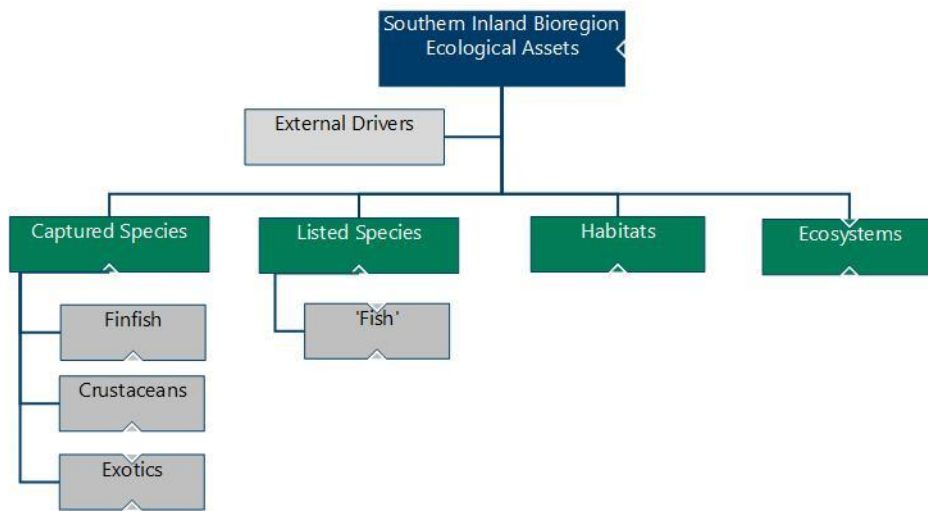 Southern Inland Bioregion
Ecological Assets
External Drivers
Captured Species
Listed Species
Habitats
Ecosystems
Finfish
'Fish'
Crustaceans
Exotics